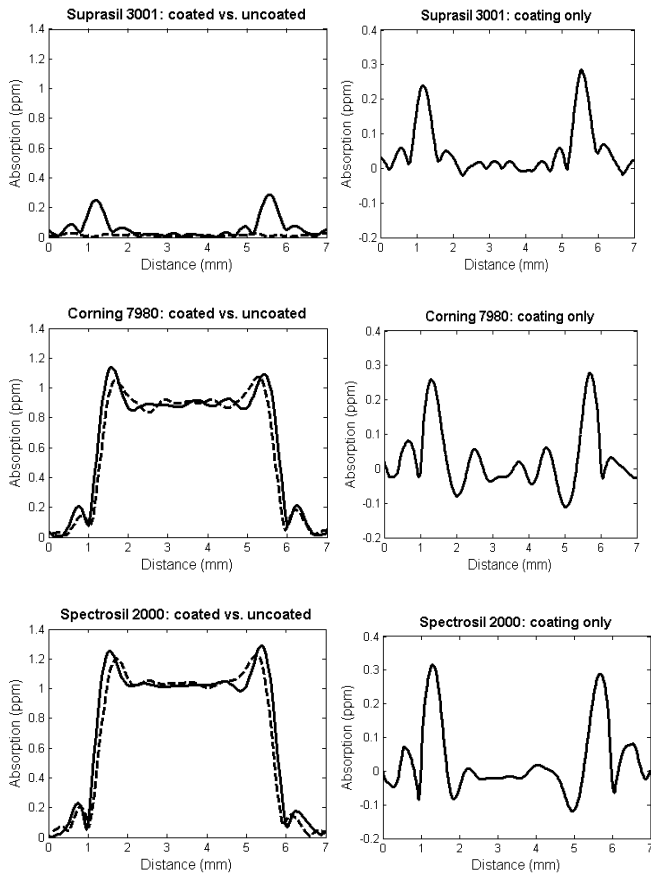 Suprasil 3001: coated vs. uncoated
Absorption (ppm)
1.4
1.2
1
0.8
0.6
0.4
0.2
0
0 1 2 3 4 5 6 7
Distance (mm)
Suprasil 3001: coating only
Absorption (ppm)
0.4
0.3
0.2
0.1
0
-0.1
-0.2
0 1 2 3 4 5 6 7
Distance (mm)
Corning 7980: coated vs. uncoated
Absorption (ppm)
1.4
1.2
1
0.8
0.6
0.4
0.2
0
0 1 2 3 4 5 6 7
Distance (mm)
Corning 7980: coating only
Absorption (ppm)
0.4
0.3
0.2
0.1
0
-0.1
-0.2
0 1 2 3 4 5 6 7
Distance (mm)
Spectrosil 2000: coated vs. uncoated
Absorption (ppm)
1.4
1.2
1
0.8
0.6
0.4
0.2
0
0 1 2 3 4 5 6 7
Distance (mm)
Spectrosil 2000: coating only
Absorption (ppm)
0.4
0.3
0.2
0.1
0
-0.1
-0.2
0 1 2 3 4 5 6 7
Distance (mm)